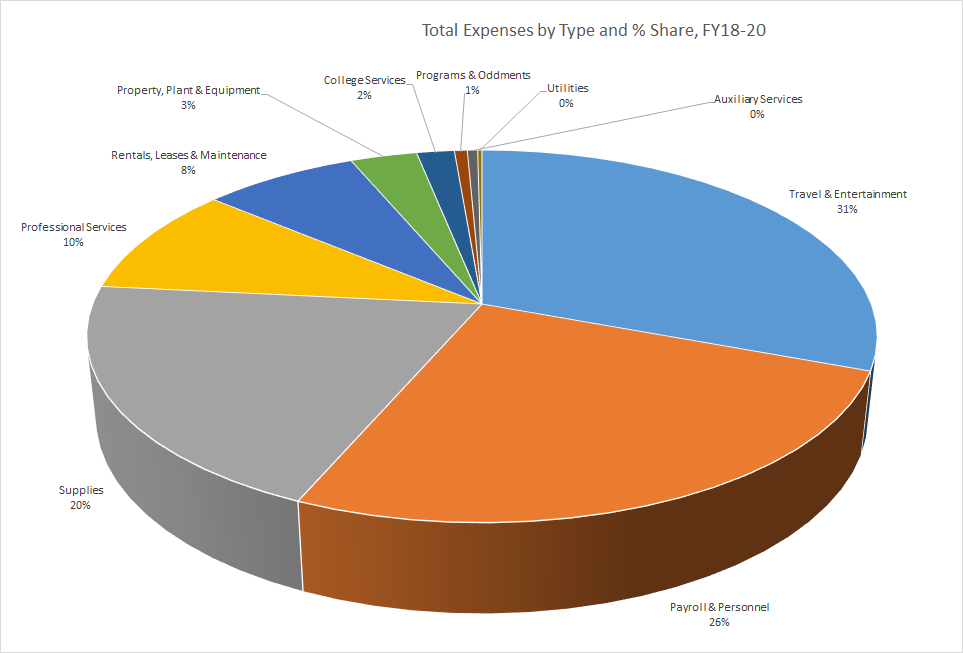 Total Expenses by Type and % Share, FY18-20
Programs & Oddments
1%
College Services
2%
Property, Plant & Equipment
3%
Utilities
0%
Auxiliary Services
0%
Rentals, Leases & Maintenance
8%
Travel & Entertainment
31%
Professional Services
10%
Supplies
20%
Payroll & Personnel
26%